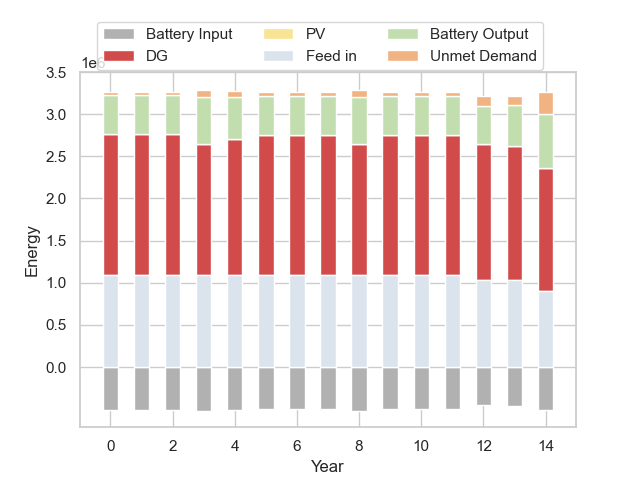 Battery Input PV Battery Output
DG Feed in Unmet Demand
1e6
3.5
3.0
2.5
2.0
1.5
1.0
0.5
0.0
Energy
0 2 4 6 8 10 12 14
Year